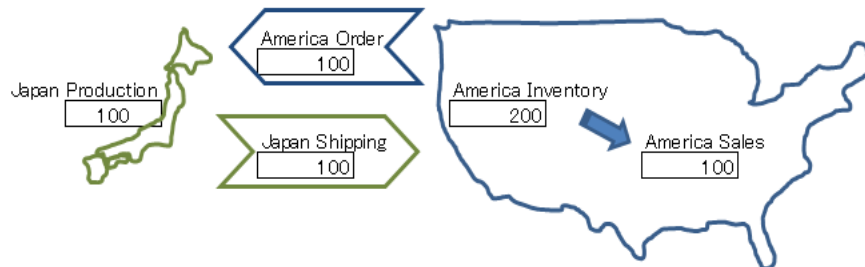 America Order
100
Japan Production
100
America Inventory
200
Japan Shipping
100
America Sales
100